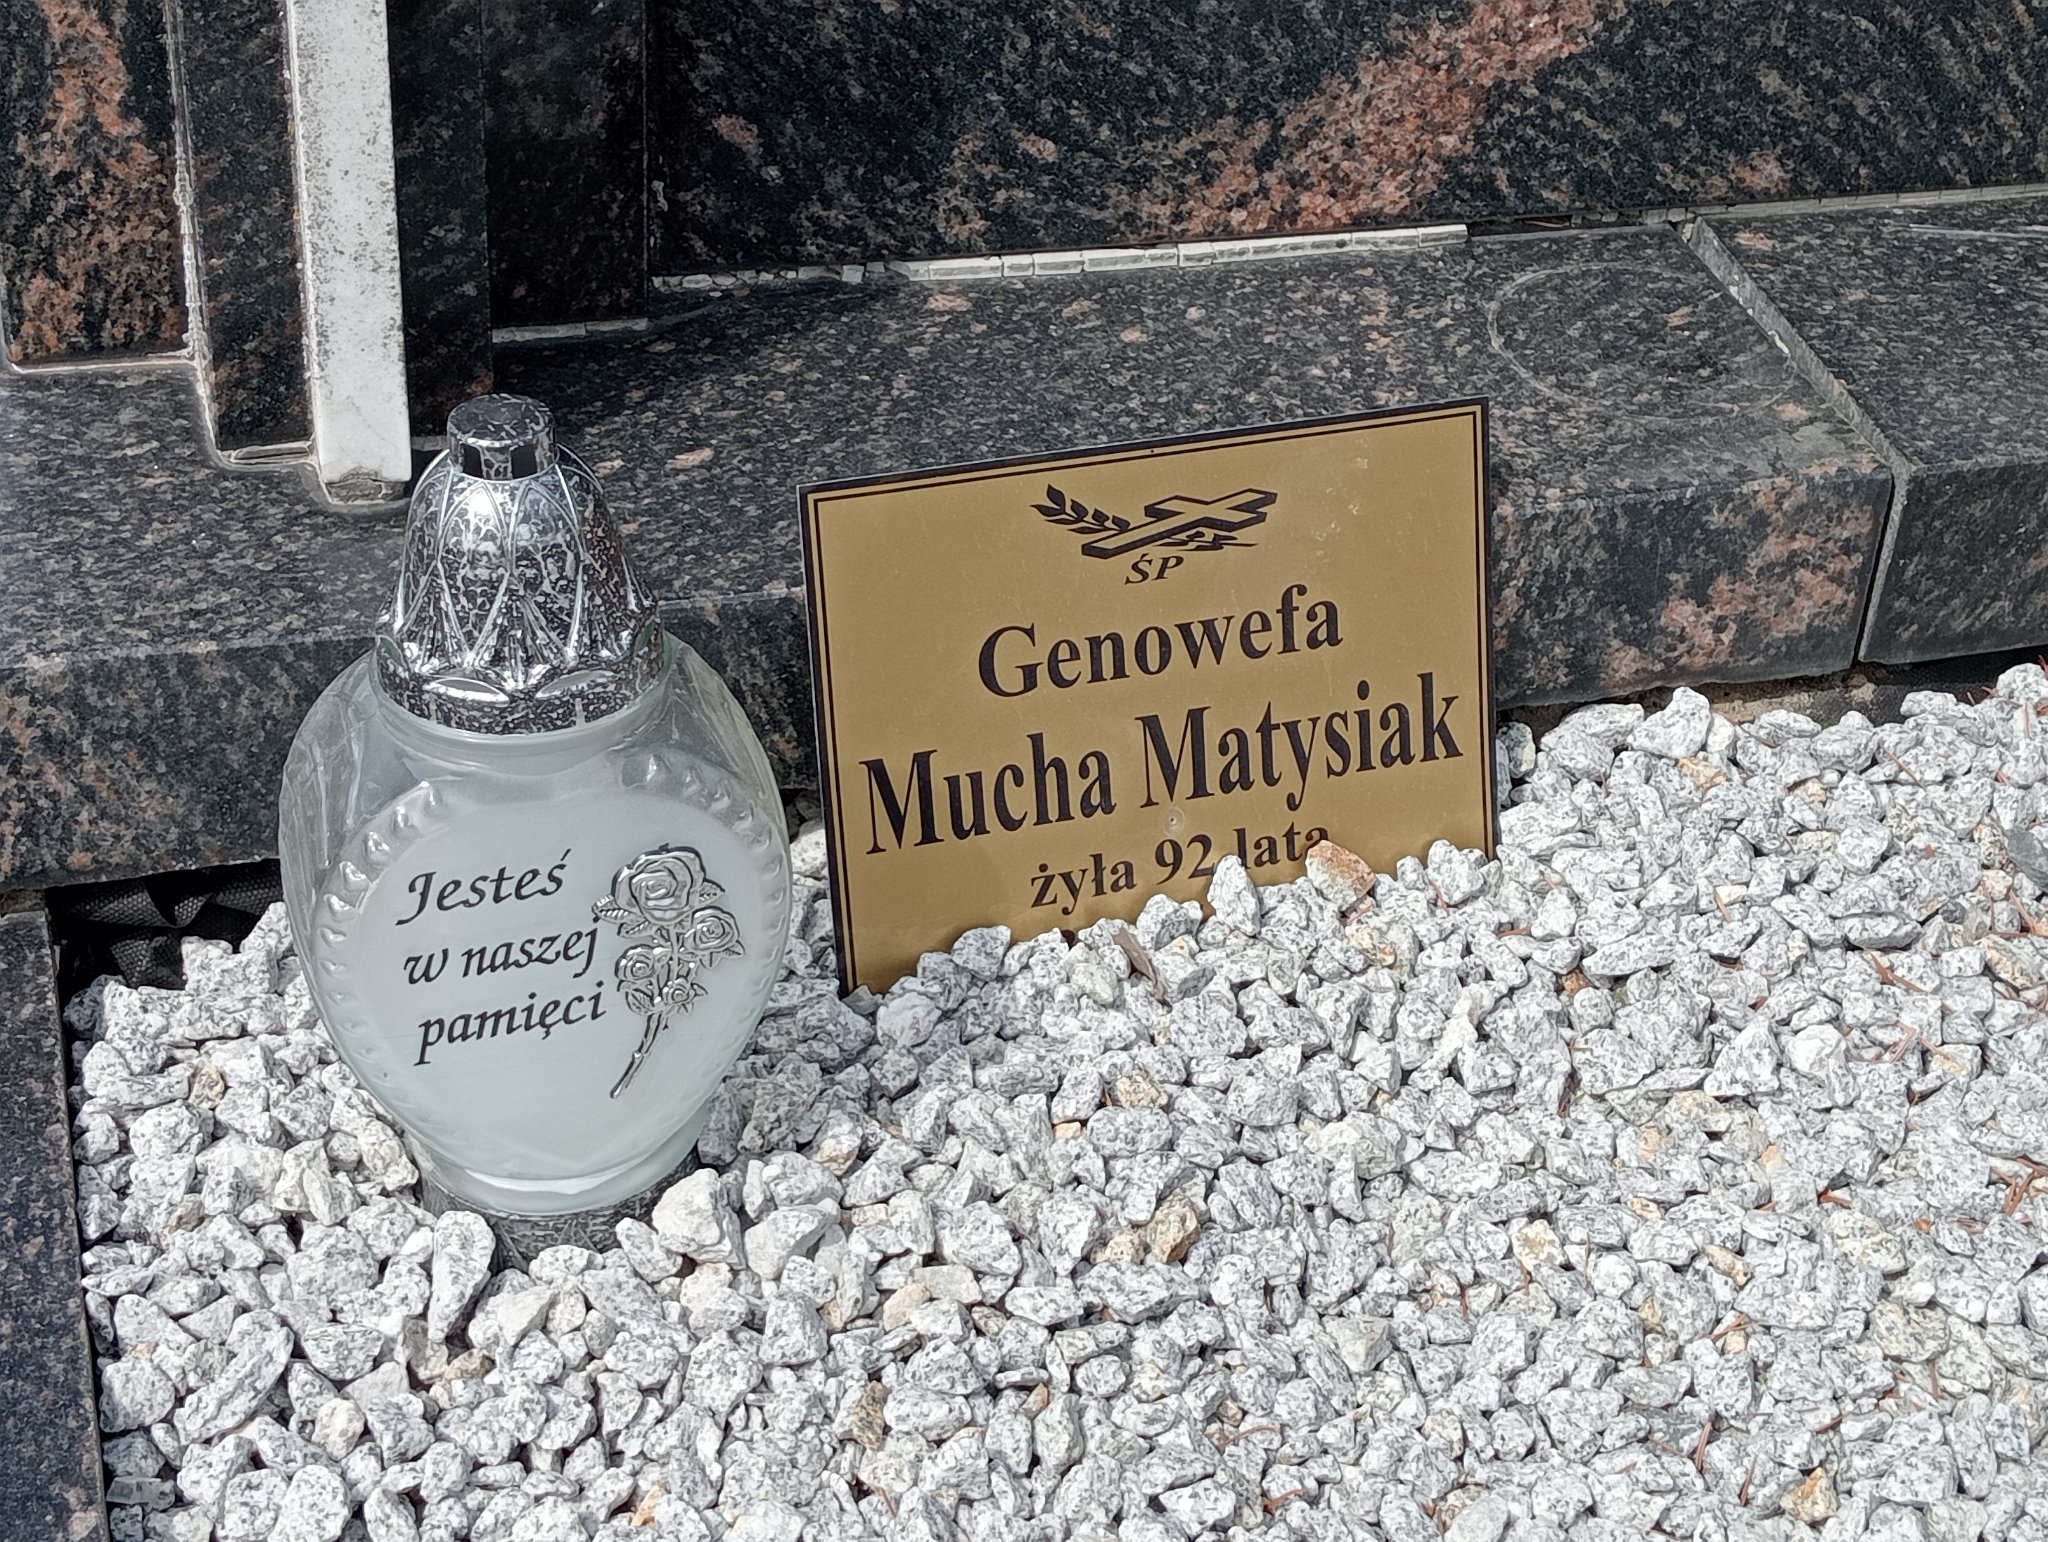 ŚP
Genowefa
Mucha Matysiak
żyła 92 lata
Jesteś
w naszej
pamięci